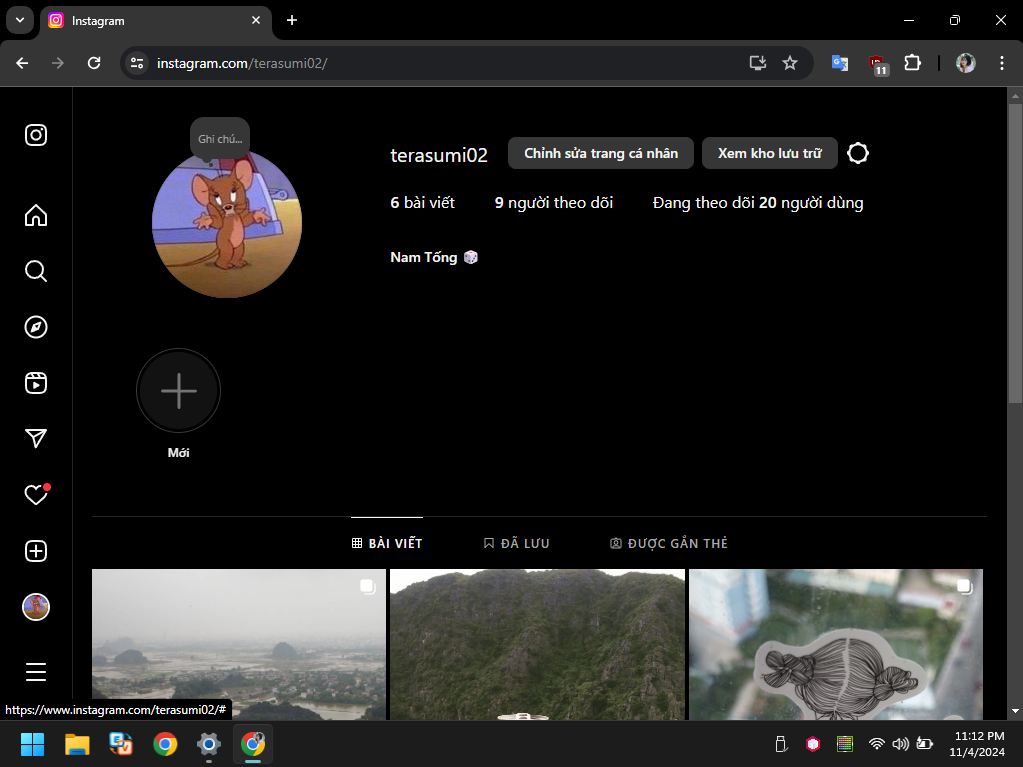 Instagram
instagram.com/terasumi02/
11
Ghi chú...
terasumi02
Chỉnh sửa trang cá nhân
Xem kho lưu trữ
6 bài viết
9 người theo dõi
Đang theo dõi 20 người dùng
Nam Tống
Mới
BÀI VIẾT
ĐÃ LƯU
ĐƯỢC GẮN THẺ
https://www.instagram.com/terasumi02/#
11:12 PM
11/4/2024